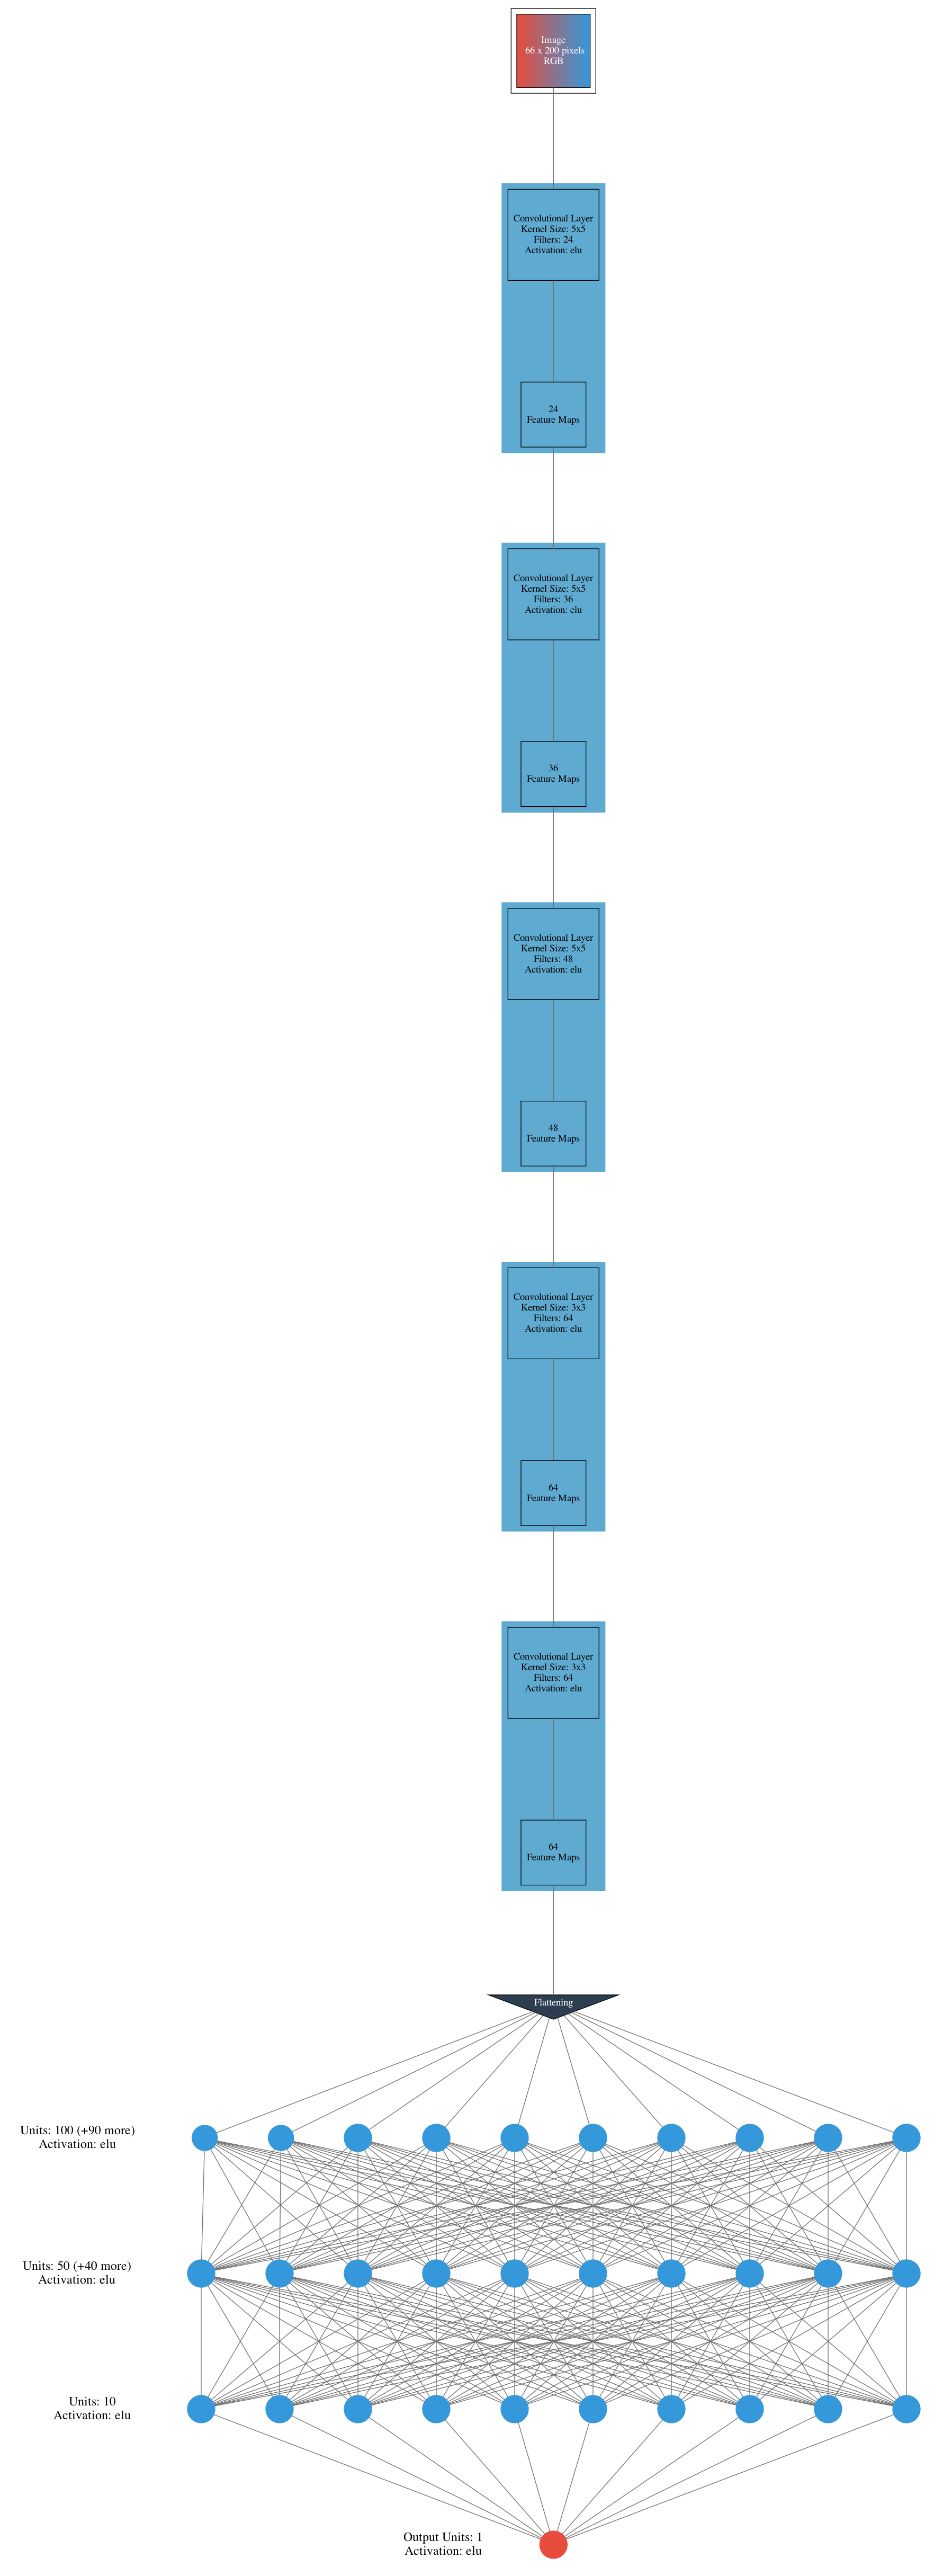 Image
66 x 200 pixels
RGB
Convolutional Layer
Kernel Size: 5x5
Filters: 24
Activation: elu
24
Feature Maps
Convolutional Layer
Kernel Size: 5x5
Filters: 36
Activation: elu
36
Feature Maps
Convolutional Layer
Kernel Size: 5x5
Filters: 48
Activation: elu
48
Feature Maps
Convolutional Layer
Kernel Size: 3x3
Filters: 64
Activation: elu
64
Feature Maps
Convolutional Layer
Kernel Size: 3x3
Filters: 64
Activation: elu
64
Feature Maps
Flattening
Units: 100 (+90 more)
Activation: elu
Units: 50 (+40 more)
Activation: elu
Units: 10
Activation: elu
Output Units: 1
Activation: elu